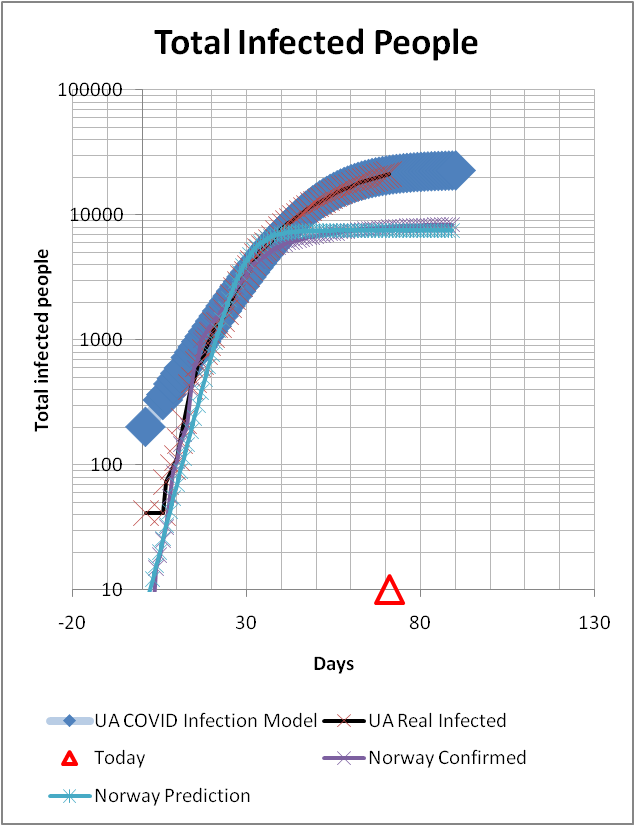 Total Infected People
100000
10000
1000
100
10
Total infected people
-20 30 80 130
Days
UA COVID Infection Model UA Real Infected
Today Norway Confirmed
Norway Prediction